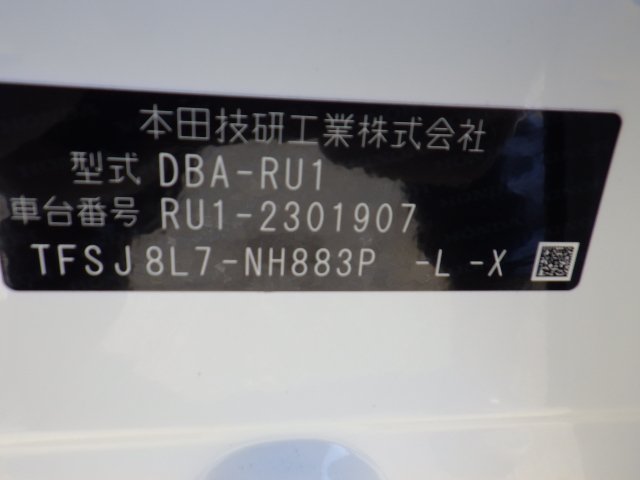 本田技研工業株式会社
型式 DBA-RU1
車台番号 RU1-2301907
TFSJ8L7-NH883P -L -X